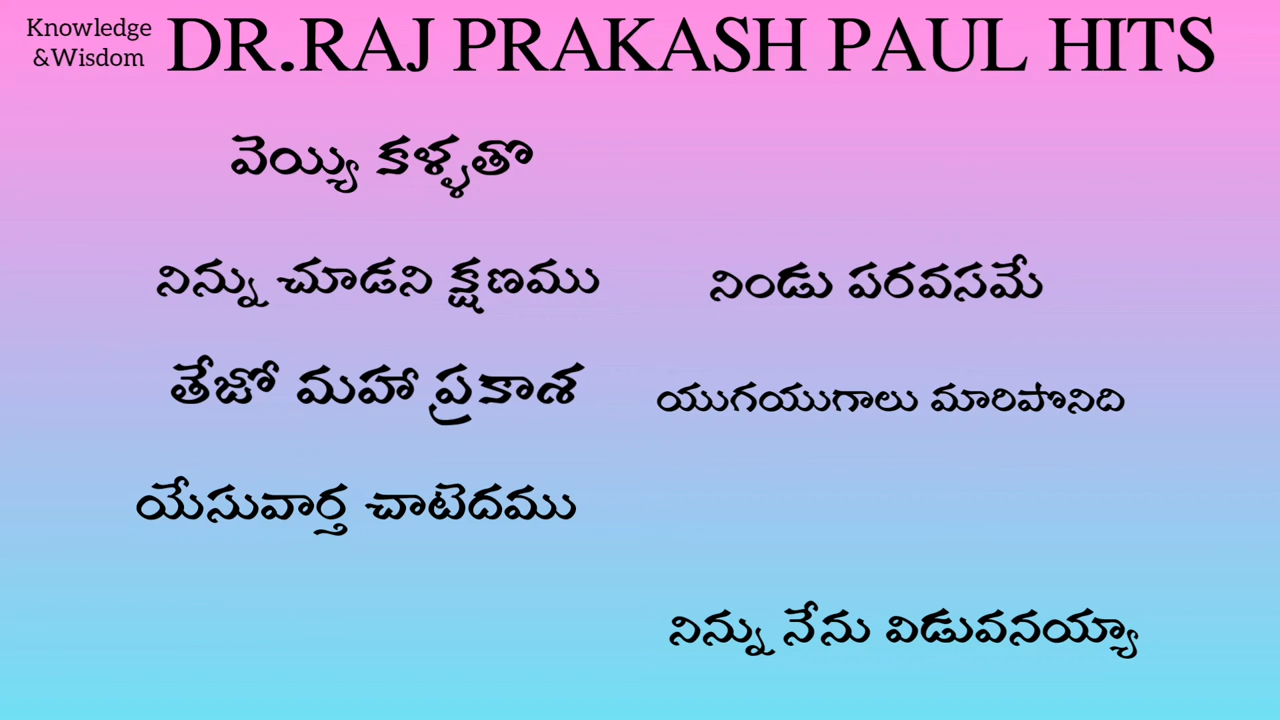 Knowledge
&Wisdom
DR.RAJ PRAKASH PAUL HITS
వెయ్యి కళ్ళతొ
నిన్ను చూడని క్షణము
నిండు పరవసమే
తేజో మహా ప్రకాశ
యుగయుగాలు మారిపొనిది
యేసువార్త చాటెదము
నిన్ను నేను విడువనయ్యా